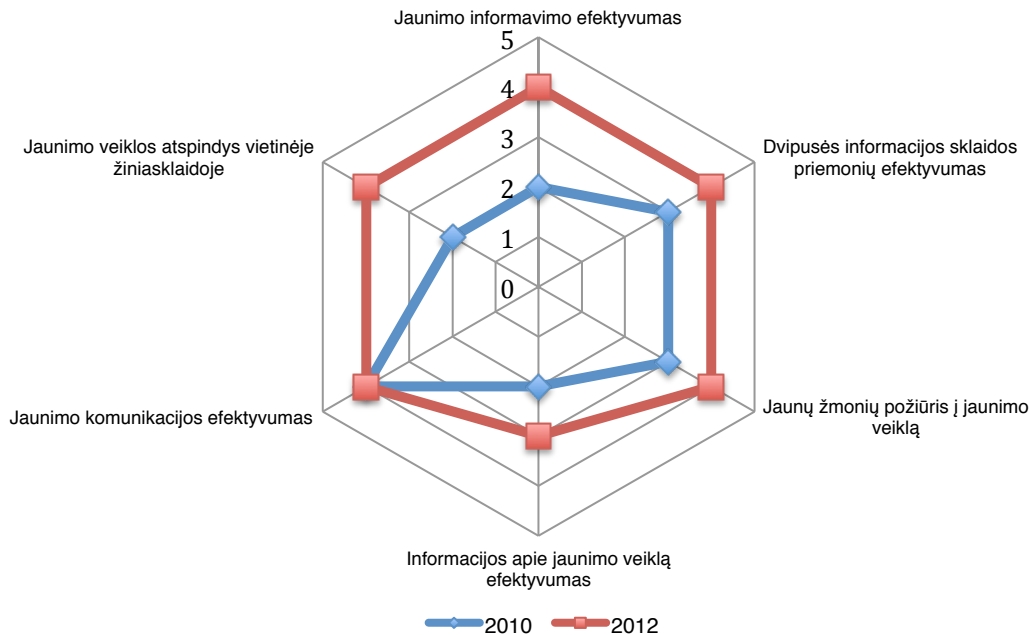 Jaunimo informavimo efektyvumas
5
4
3
2
1
0
Dvipusės informacijos sklaidos
priemonių efektyvumas
Jaunų žmonių požiūris į jaunimo
veiklą
Informacijos apie jaunimo veiklą
efektyvumas
Jaunimo komunikacijos efektyvumas
Jaunimo veiklos atspindys vietinėje
žiniasklaidoje
2010
2012